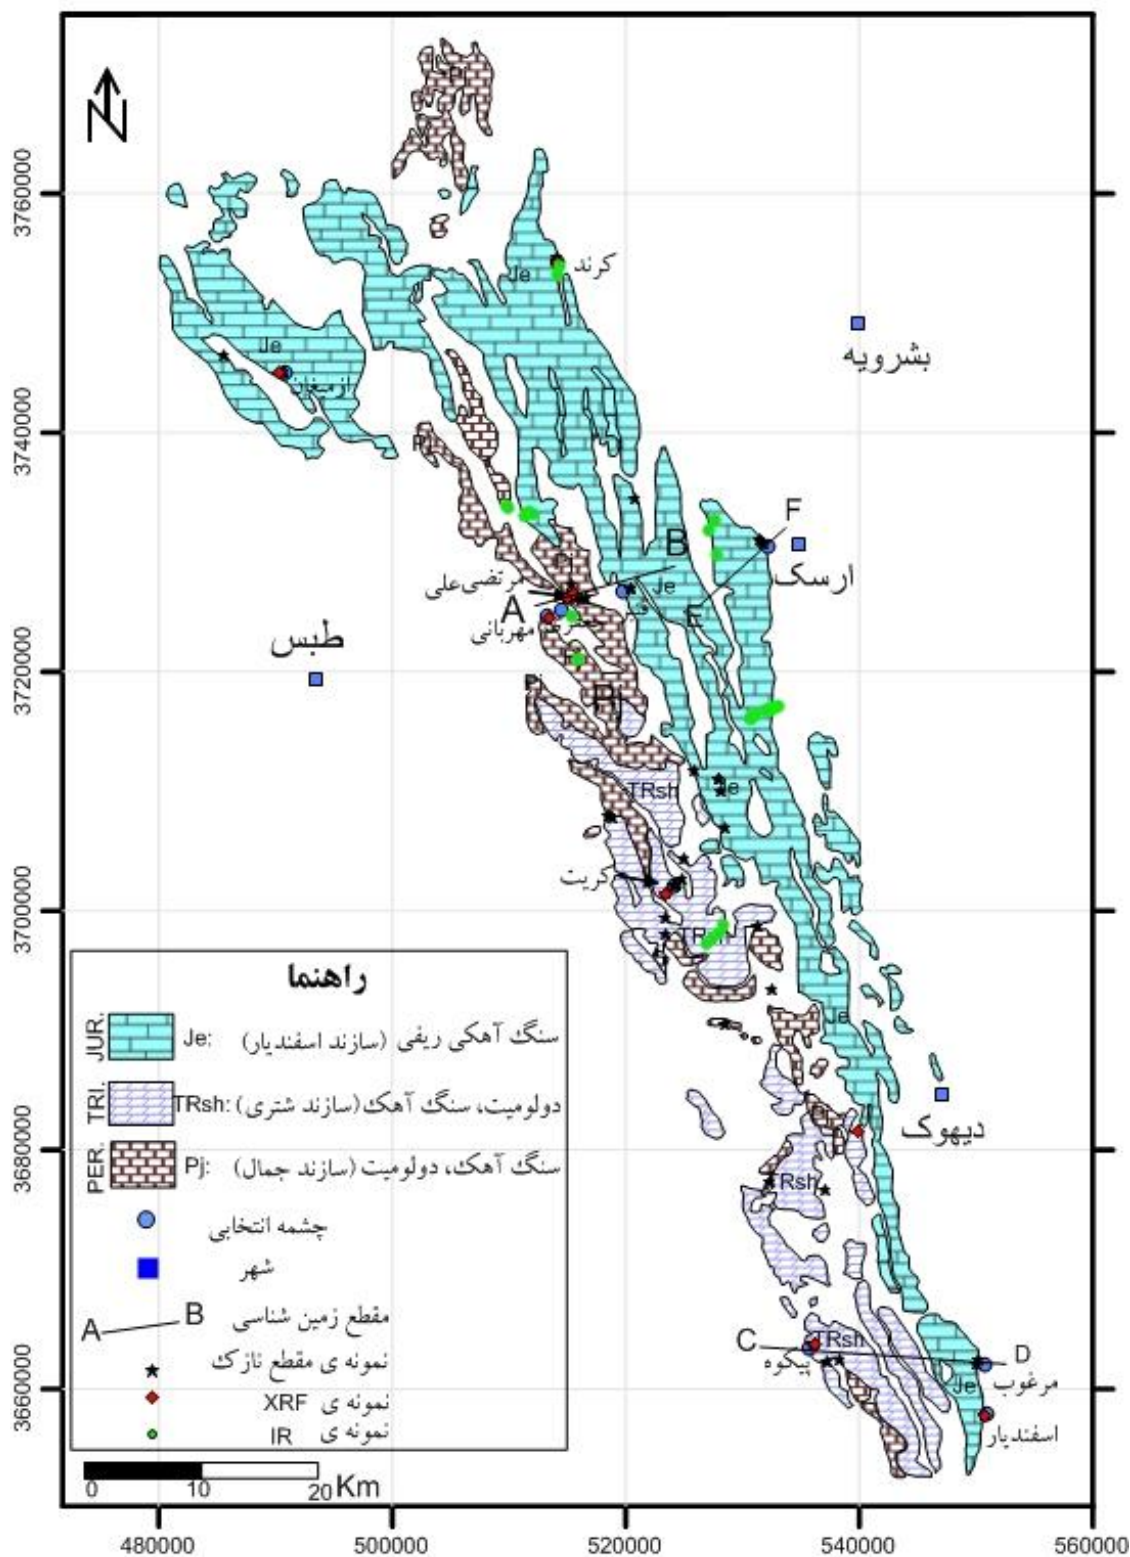 N
Pj
کرند
Je
بشرویه
Je
ازمیغان
Pj
F
B
ارسک
Pj
مرتضی‌علی
Je
A
E
مهربانی
طبس
Pj
Pj
TRsh
Je
کریت
TRsh
Je
دیهوک
Rsh
C
TRsh
D
پیکوه
مرغوب
Je
اسفندیار
راهنما
JUR.
Je: سنگ آهکی ریفی (سازند اسفندیار)
TRI.
TRsh: دولومیت، سنگ آهک (سازند شتری)
PER.
Pj: سنگ آهک، دولومیت (سازند جمال)
چشمه انتخابی
شهر
A B مقطع زمین شناسی
نمونه ی مقطع نازک
نمونه ی XRF
نمونه ی IR
0 10 20 Km
3760000
3740000
3720000
3700000
3680000
3660000
480000 500000 520000 540000 560000